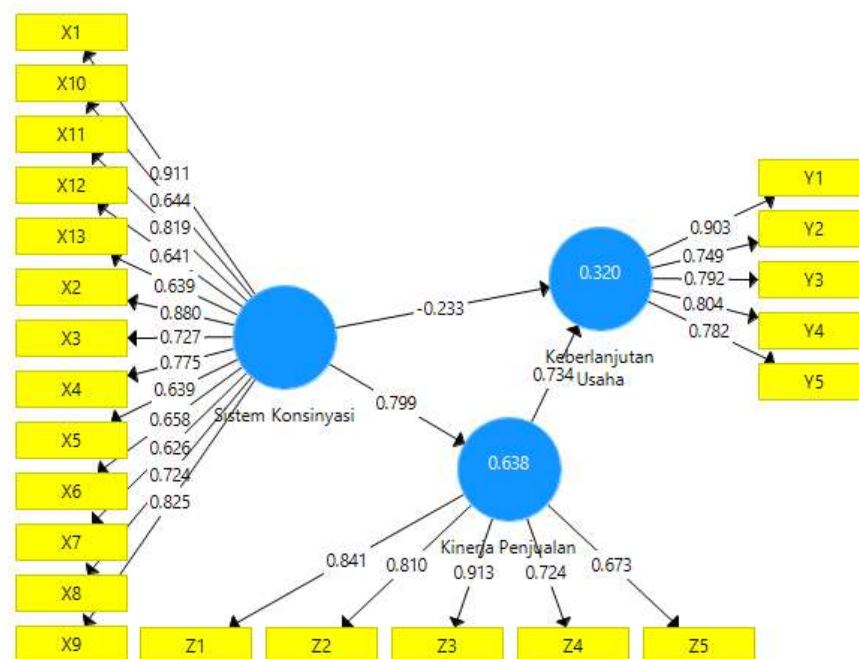 X1
X10
X11
X12
X13
X2
X3
X4
X5
X6
X7
X8
X9
0.911
0.644
0.819
0.641
0.639
0.880
0.727
0.775
0.639
0.658
0.626
0.724
0.825
Sistem Konsinyasi
-0.233
0.799
0.320
Keberlanjutan
Usaha
0.734
0.638
Kinerja Penjualan
0.903
0.749
0.792
0.804
0.782
Y1
Y2
Y3
Y4
Y5
0.841
0.810
0.913
0.724
0.673
Z1
Z2
Z3
Z4
Z5